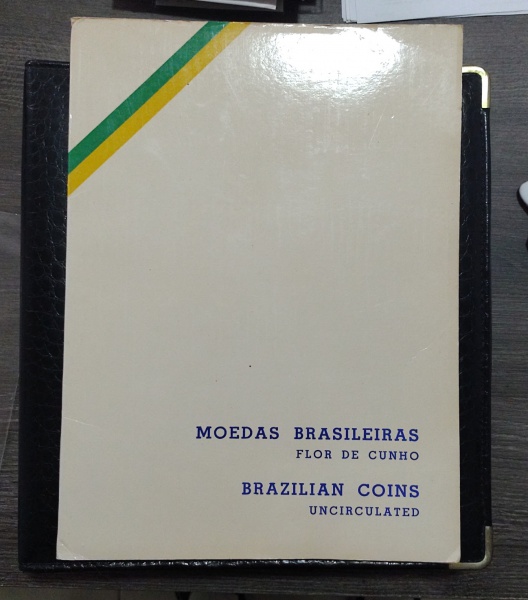 MOEDAS BRASILEIRAS
FLOR DE CUNHO
BRAZILIAN COINS
UNCIRCULATED